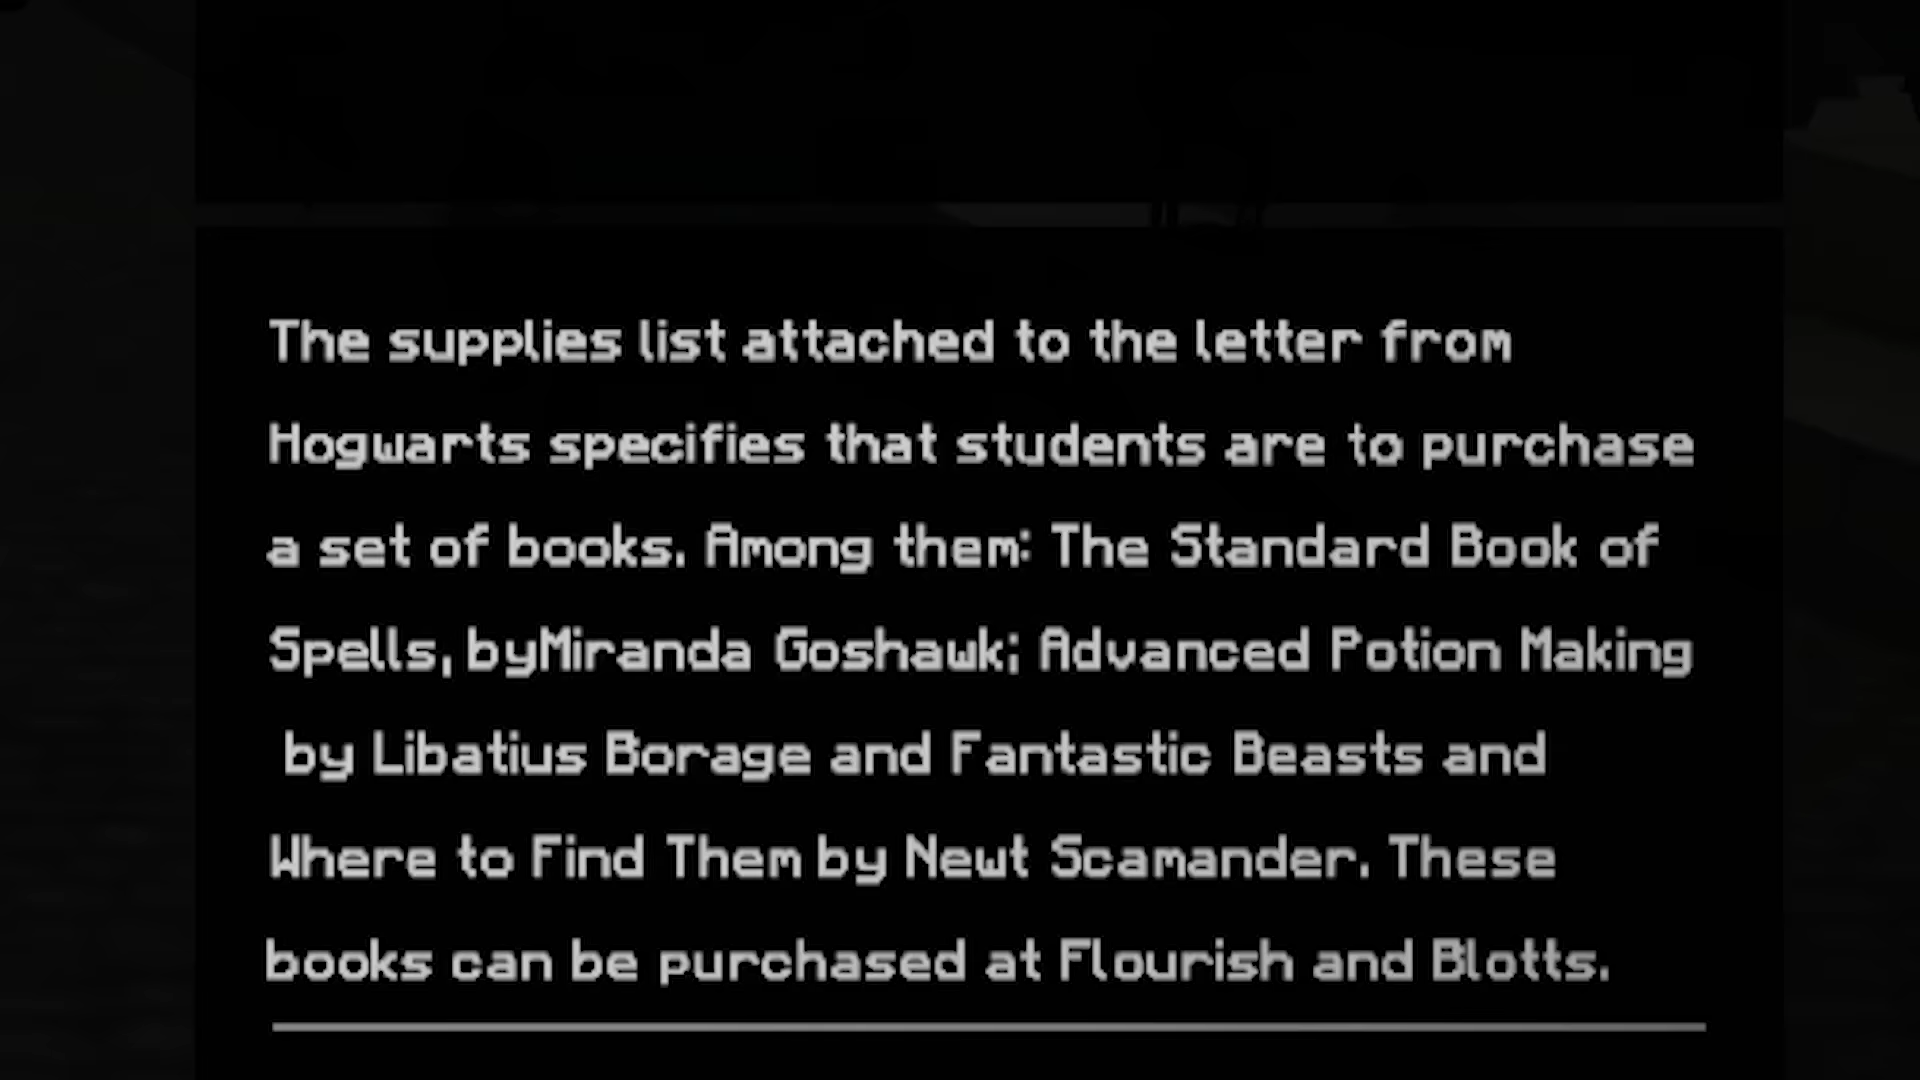 The supplies list attached to the letter from
Hogwarts specifies that students are to purchase
a set of books. Among them: The Standard Book of
Spells, byMiranda Goshawk; Advanced Potion Making
by Libatius Borage and Fantastic Beasts and
Where to Find Them by Newt Scamander. These
books can be purchased at Flourish and Blotts.